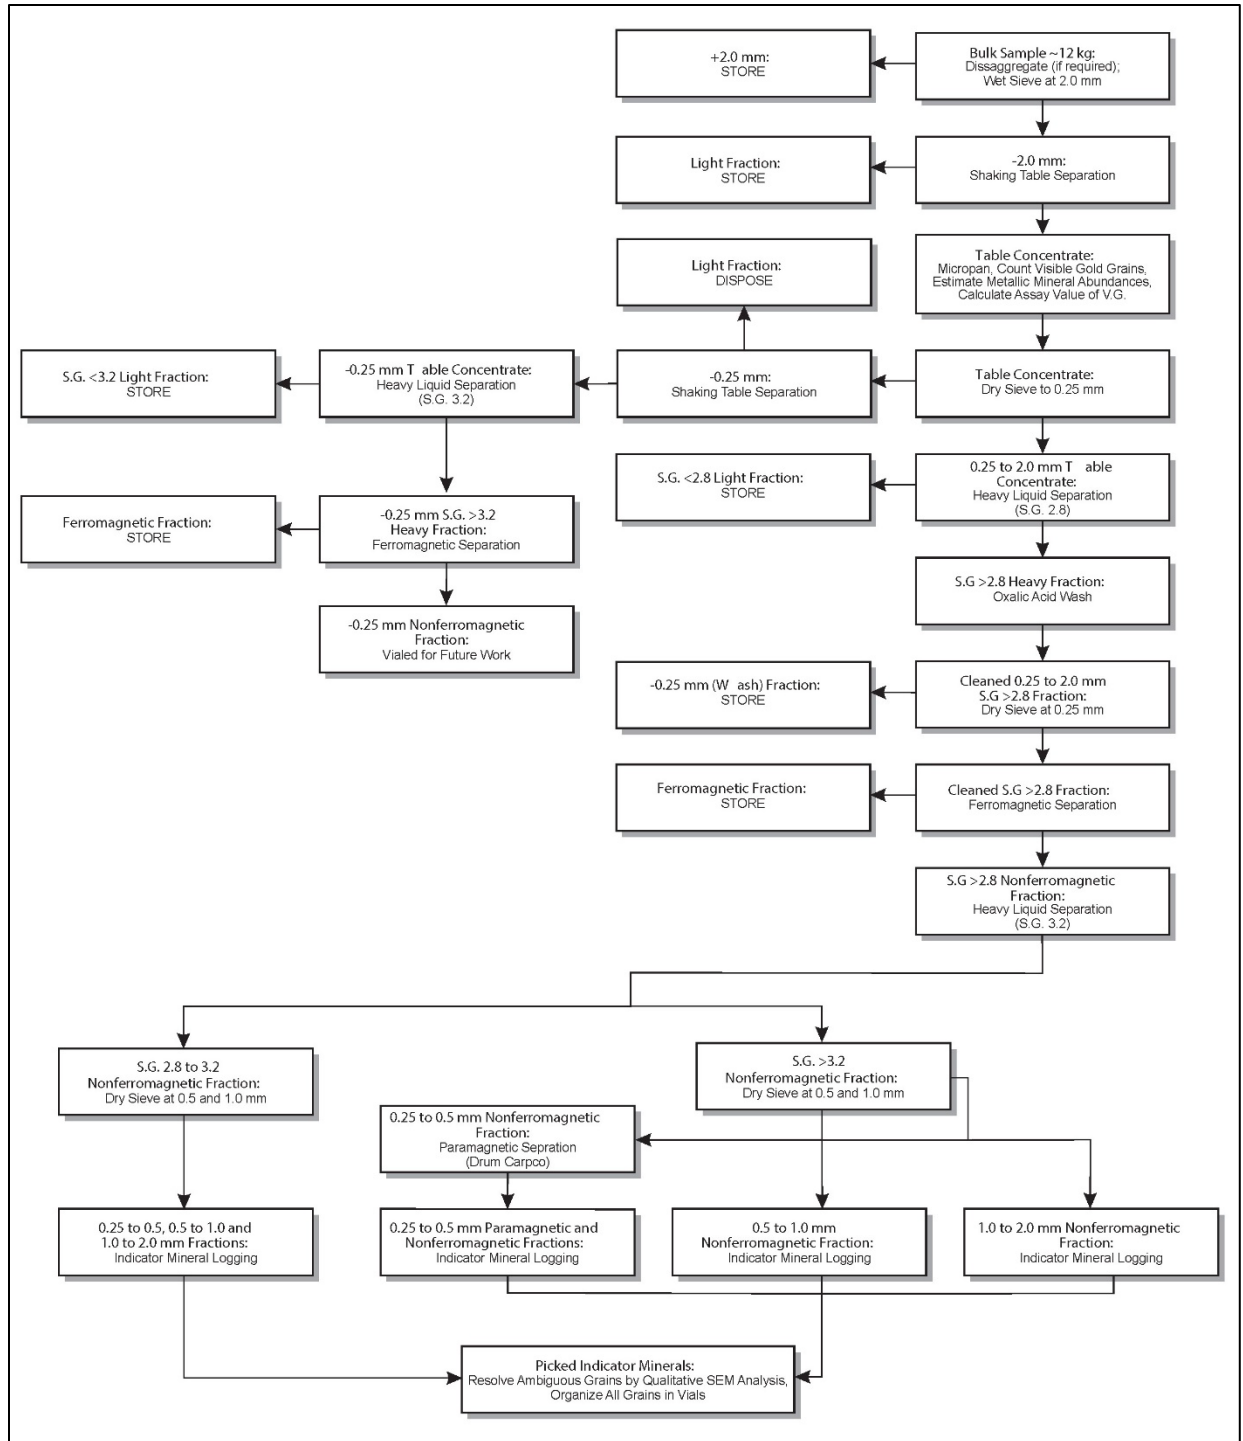 +2.0 mm:
STORE
Bulk Sample ~12 kg:
Dissaggregate (if required);
Wet Sieve at 2.0 mm
Light Fraction:
STORE
-2.0 mm:
Shaking Table Separation
Light Fraction:
DISPOSE
Table Concentrate:
Micropan, Count Visible Gold Grains,
Estimate Metallic Mineral Abundances,
Calculate Assay Value of V.G.
S.G. <3.2 Light Fraction:
STORE
-0.25 mm T able Concentrate:
Heavy Liquid Separation
(S.G. 3.2)
-0.25 mm:
Shaking Table Separation
Table Concentrate:
Dry Sieve to 0.25 mm
S.G. <2.8 Light Fraction:
STORE
0.25 to 2.0 mm T able
Concentrate:
Heavy Liquid Separation
(S.G. 2.8)
Ferromagnetic Fraction:
STORE
-0.25 mm S.G. >3.2
Heavy Fraction:
Ferromagnetic Separation
S.G >2.8 Heavy Fraction:
Oxalic Acid Wash
-0.25 mm Nonferromagnetic
Fraction:
Vialed for Future Work
-0.25 mm (W ash) Fraction:
STORE
Cleaned 0.25 to 2.0 mm
S.G >2.8 Fraction:
Dry Sieve at 0.25 mm
Ferromagnetic Fraction:
STORE
Cleaned S.G >2.8 Fraction:
Ferromagnetic Separation
S.G >2.8 Nonferromagnetic
Fraction:
Heavy Liquid Separation
(S.G. 3.2)
S.G. 2.8 to 3.2
Nonferromagnetic Fraction:
Dry Sieve at 0.5 and 1.0 mm
S.G. >3.2
Nonferromagnetic Fraction:
Dry Sieve at 0.5 and 1.0 mm
0.25 to 0.5 mm Nonferromagnetic
Fraction:
Paramagnetic Sepration
(Drum Carpco)
0.25 to 0.5, 0.5 to 1.0 and
1.0 to 2.0 mm Fractions:
Indicator Mineral Logging
0.25 to 0.5 mm Paramagnetic and
Nonferromagnetic Fractions:
Indicator Mineral Logging
0.5 to 1.0 mm
Nonferromagnetic Fraction:
Indicator Mineral Logging
1.0 to 2.0 mm Nonferromagnetic
Fraction:
Indicator Mineral Logging
Picked Indicator Minerals:
Resolve Ambiguous Grains by Qualitative SEM Analysis,
Organize All Grains in Vials